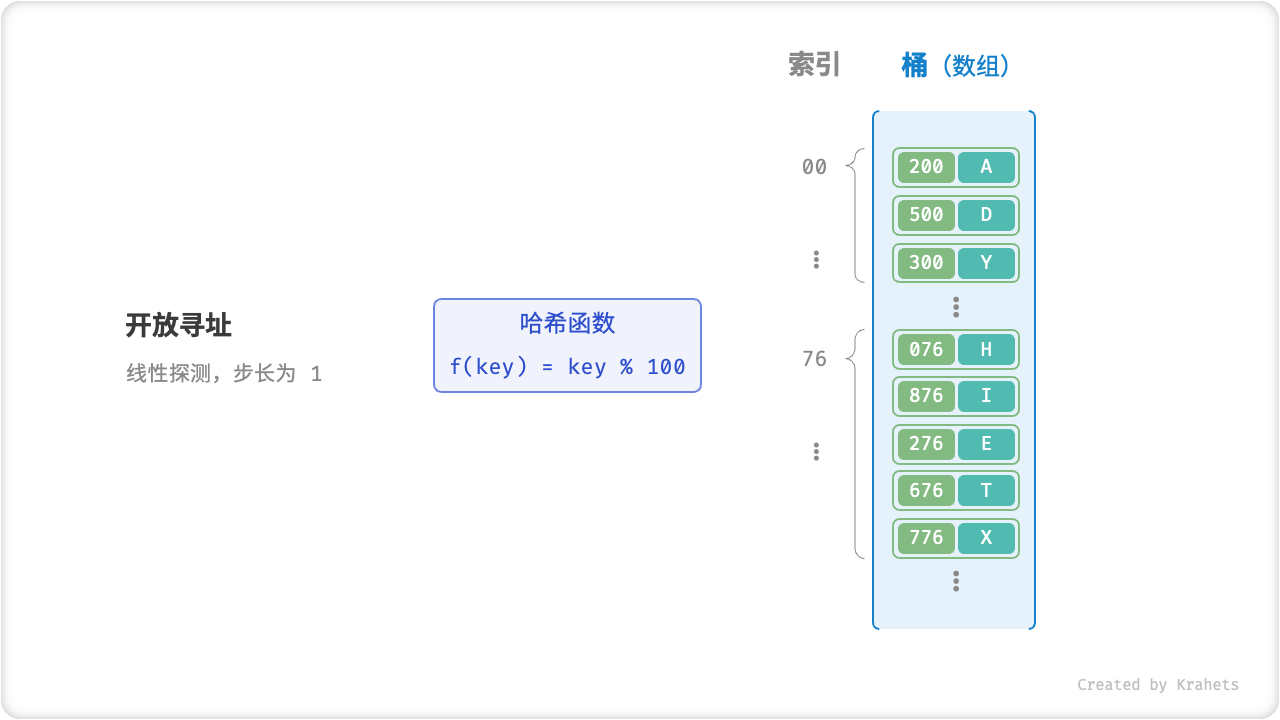 索引 桶（数组）
00 200 A
500 D
300 Y
开放寻址
线性探测，步长为 1
哈希函数
f(key) = key % 100
76 076 H
876 I
276 E
676 T
776 X
Created by Krahets